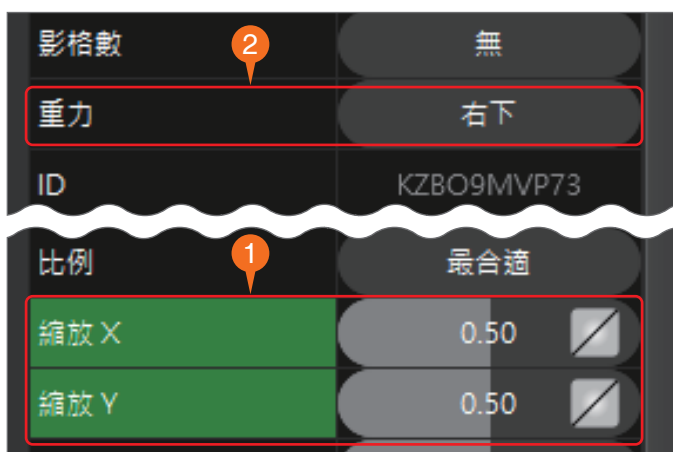 影格數 2 無
重力 右下
ID KZBO9MVP73
比例 1 最合適
縮放 X 0.50
縮放 Y 0.50